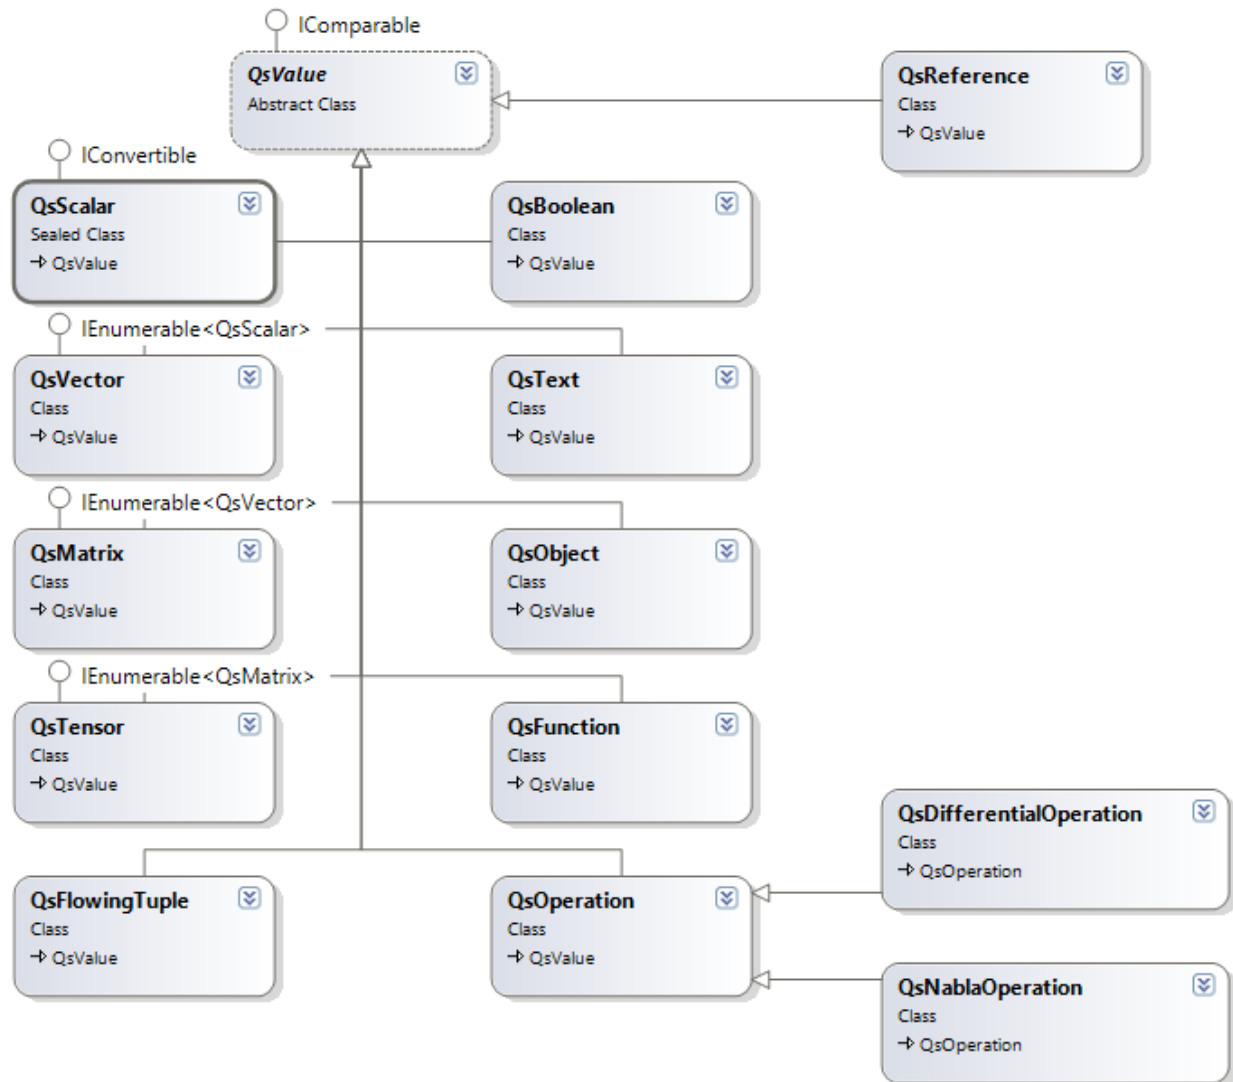 IComparable
QsValue
Abstract Class
QsReference
Class
QsValue
IConvertible
QsScalar
Sealed Class
QsValue
QsBoolean
Class
QsValue
IEnumerable<QsScalar>
QsVector
Class
QsValue
QsText
Class
QsValue
IEnumerable<QsVector>
QsMatrix
Class
QsValue
QsObject
Class
QsValue
IEnumerable<QsMatrix>
QsTensor
Class
QsValue
QsFunction
Class
QsValue
QsDifferentialOperation
Class
QsOperation
QsFlowingTuple
Class
QsValue
QsOperation
Class
QsValue
QsNablaOperation
Class
QsOperation